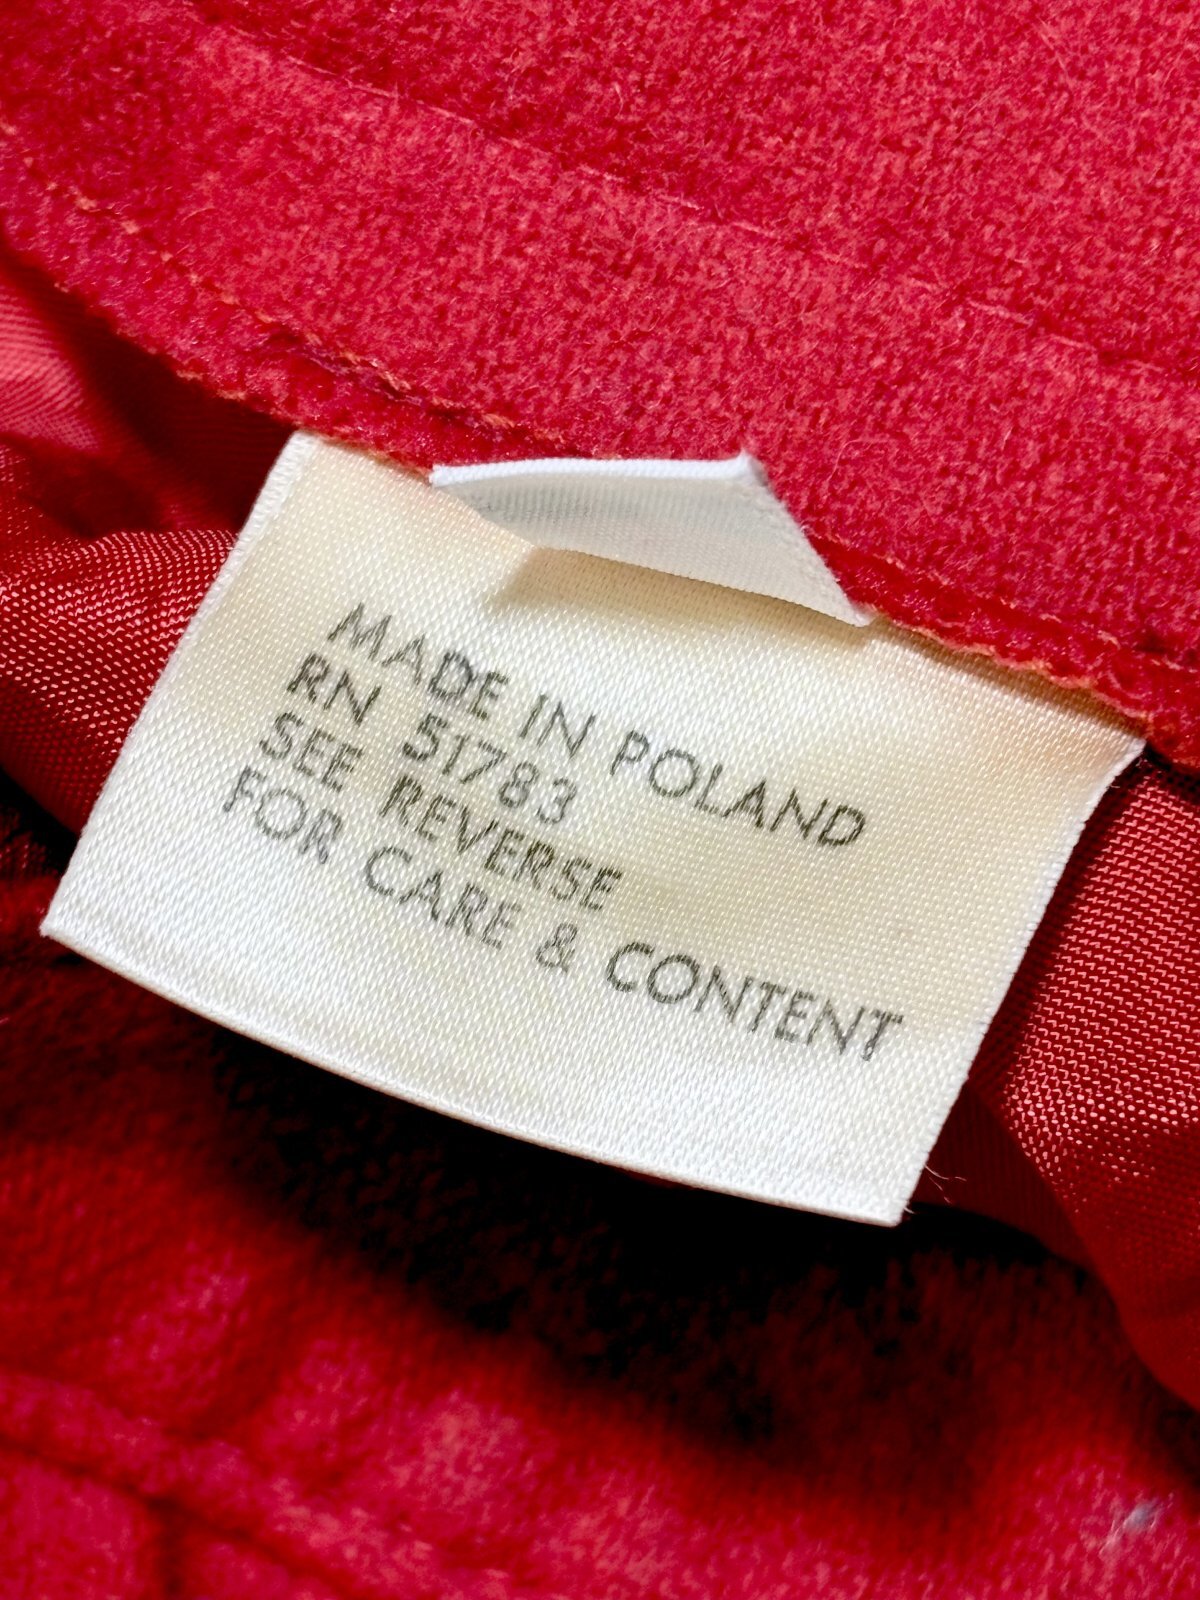 MADE IN POLAND
RN 51783
SEE REVERSE
FOR CARE & CONTENT